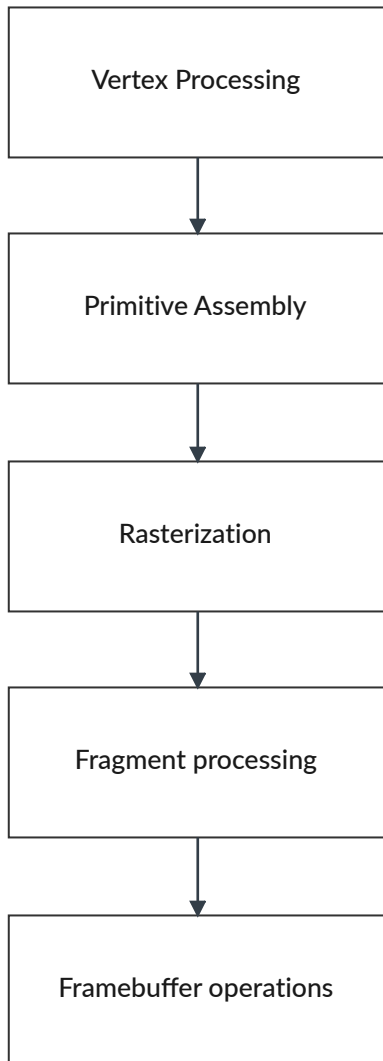 Vertex Processing
Primitive Assembly
Rasterization
Fragment processing
Framebuffer operations